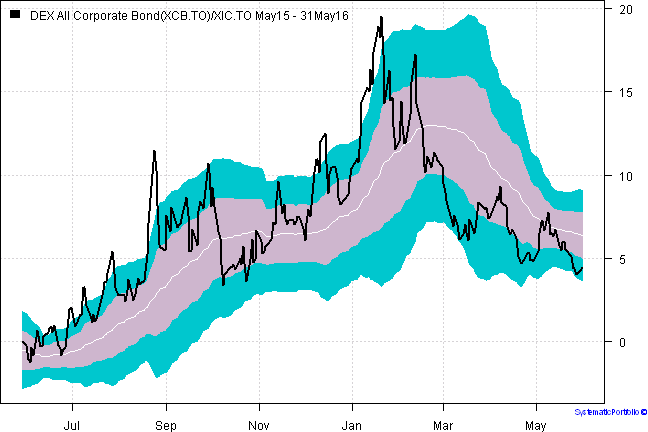 DEX All Corporate Bond(XCB.TO)/XIC.TO May15 - 31May16
20
15
10
5
0
Jul Sep Nov Jan Mar May
SystematicPortfolio ©